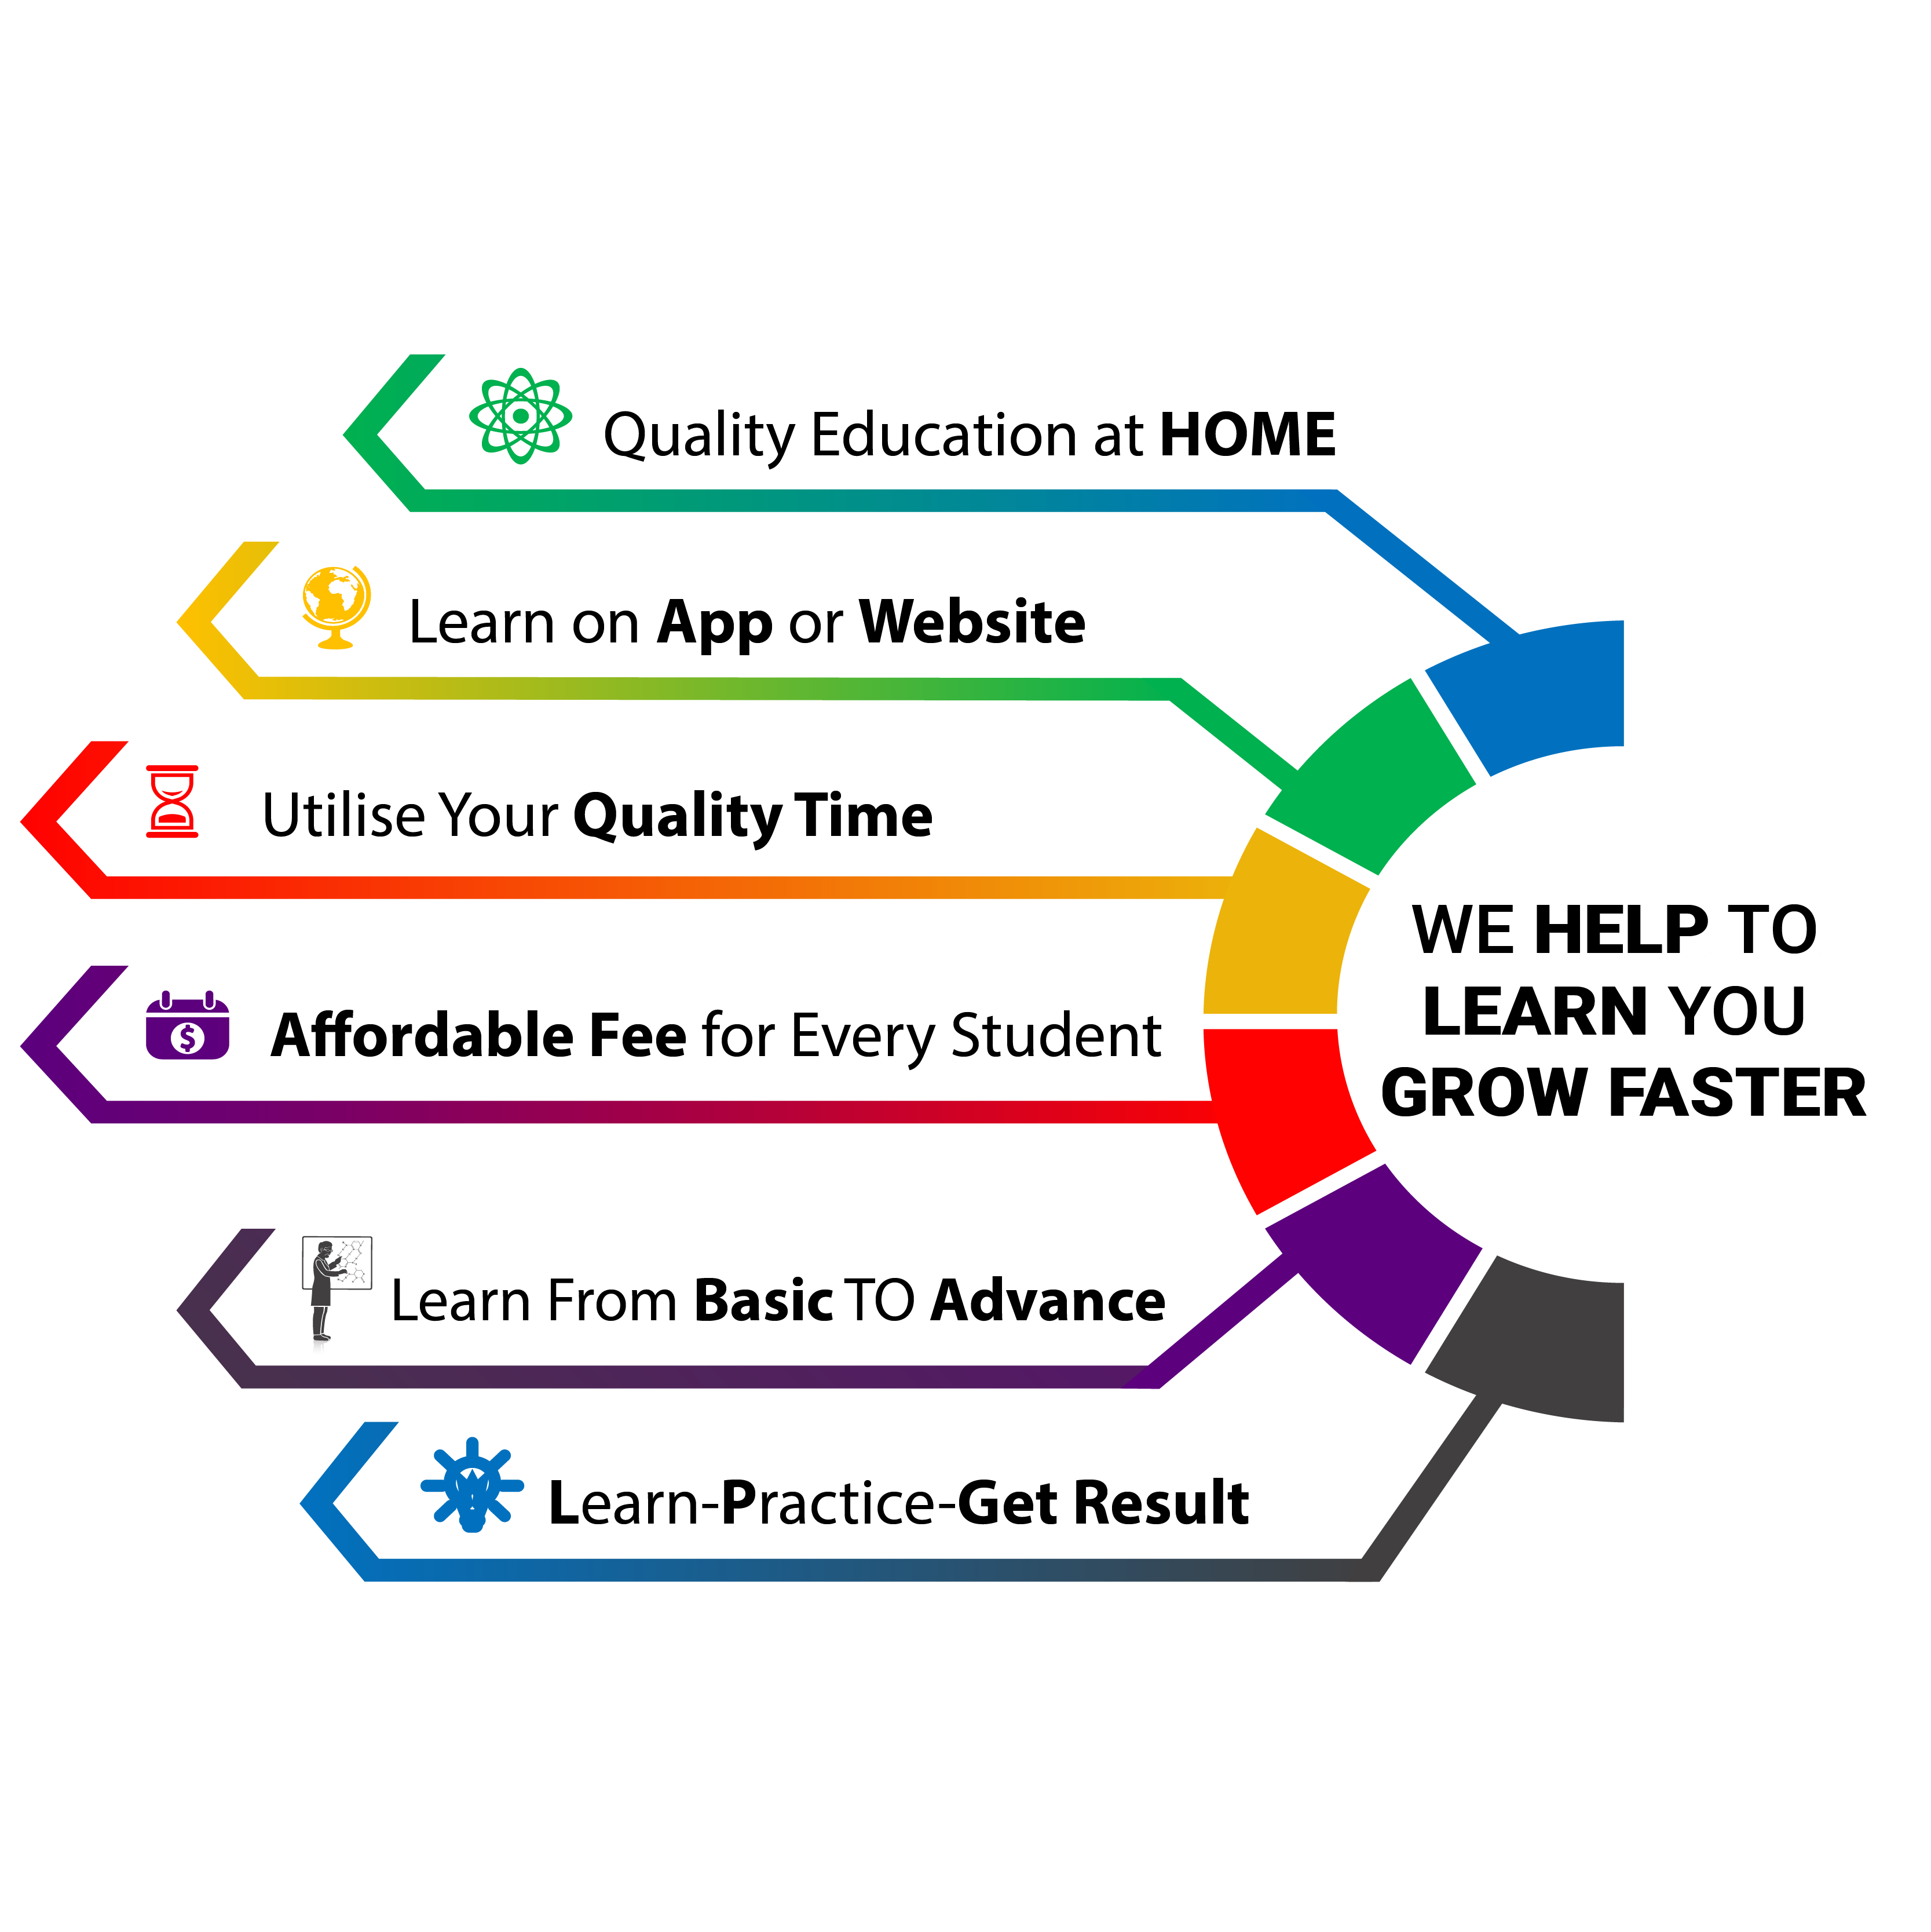 Quality Education at HOME
Learn on App or Website
Utilise Your Quality Time
Affordable Fee for Every Student
Learn From Basic TO Advance
Learn-Practice-Get Result
WE HELP TO
LEARN YOU
GROW FASTER
$